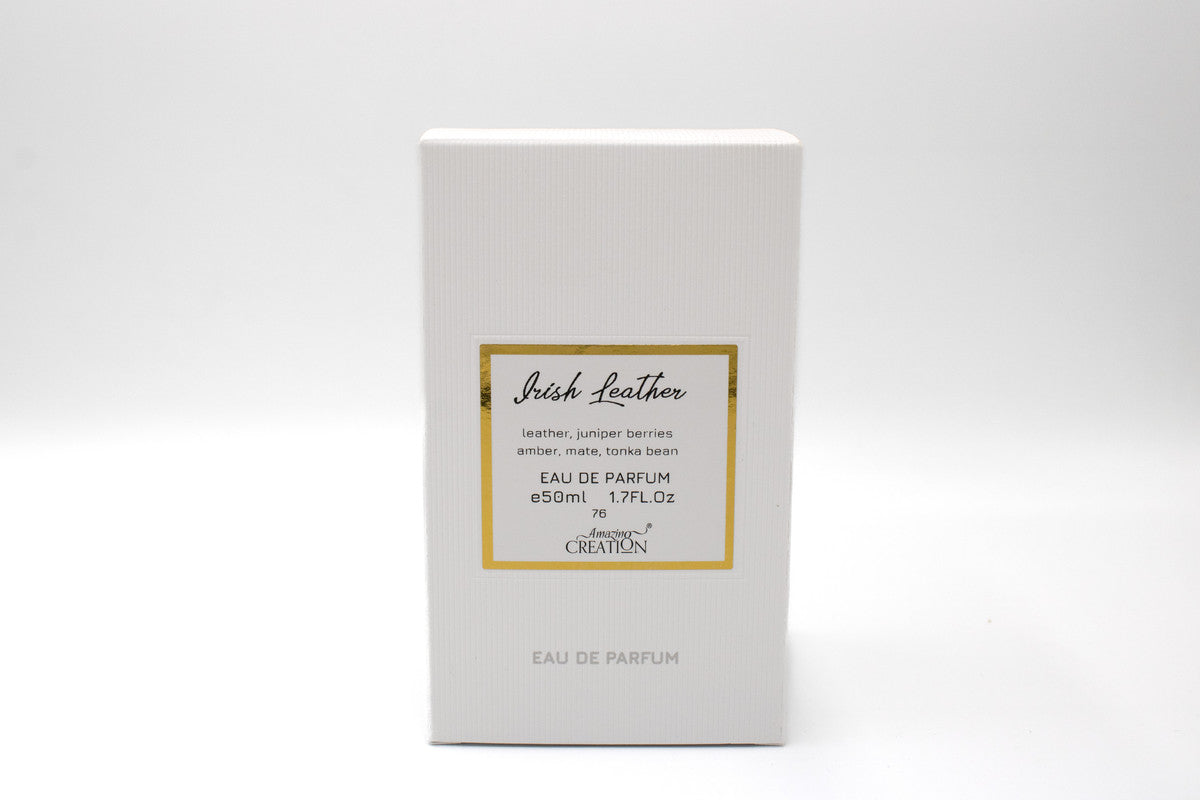 Irish Leather
leather, juniper berries
amber, mate, tonka bean
EAU DE PARFUM
e50ml 1.7FL.Oz
76
Amazing®
CREATION
EAU DE PARFUM